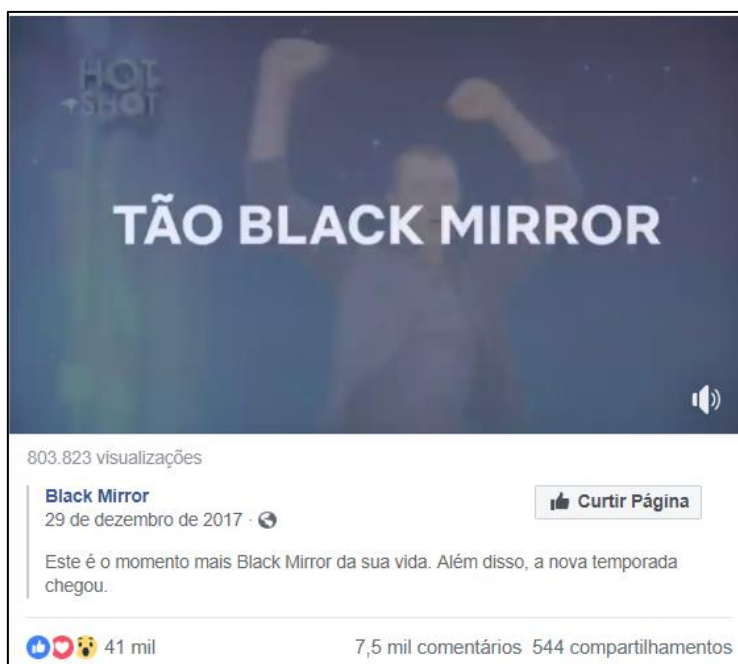 HOT
SHOT
TÃO BLACK MIRROR
803.823 visualizações
Black Mirror
29 de dezembro de 2017 ·
Curtir Página
Este é o momento mais Black Mirror da sua vida. Além disso, a nova temporada
chegou.
41 mil
7,5 mil comentários 544 compartilhamentos